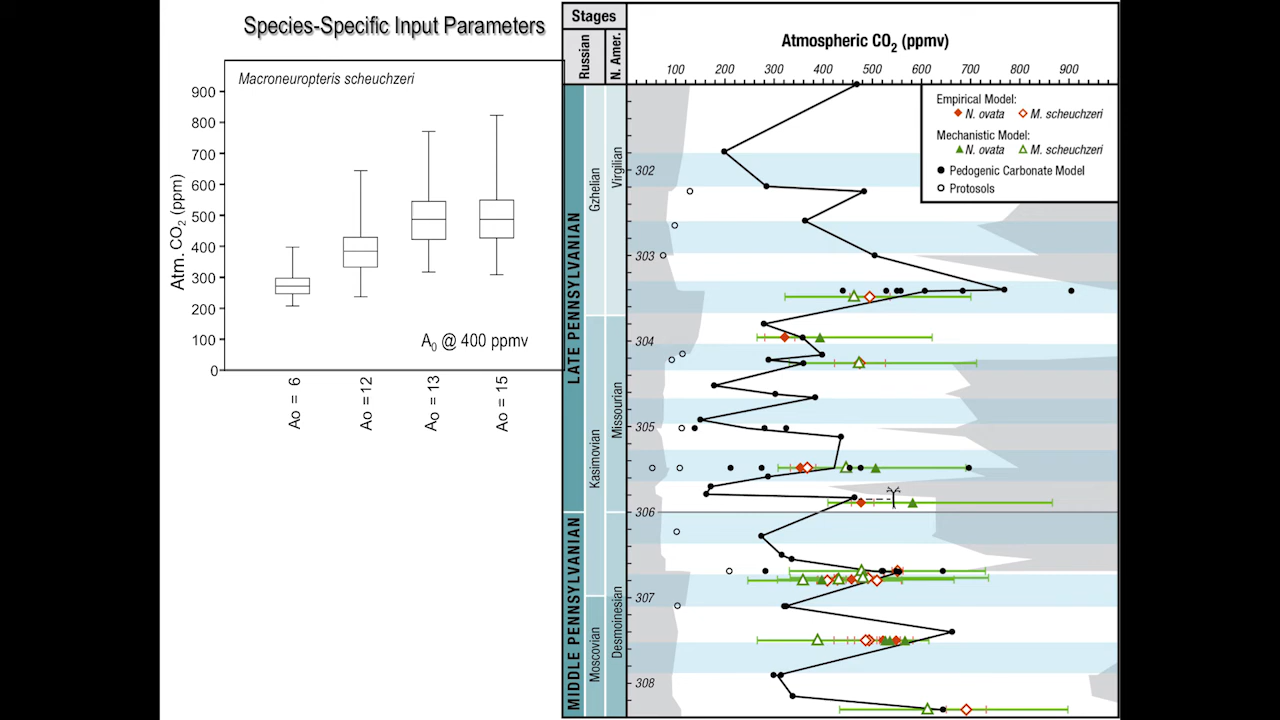 Species-Specific Input Parameters
Macroneuropteris scheuchzeri
Atm. CO2 (ppm)
900
800
700
600
500
400
300
200
100
0
A0 @ 400 ppmv
Ao = 6
Ao =12
Ao = 13
Ao = 15
Stages
Russian
N. Amer.
Atmospheric CO2 (ppmv)
100 200 300 400 500 600 700 800 900
Empirical Model:
N. ovata M. scheuchzeri
Mechanistic Model:
N. ovata M. scheuchzeri
Pedogenic Carbonate Model
Protosols
LATE PENNSYLVANIAN
MIDDLE PENNSYLVANIAN
Gzhelian
Kasimovian
Moscovian
Virgilian
Missourian
Desmoinesian
302
303
304
305
306
307
308